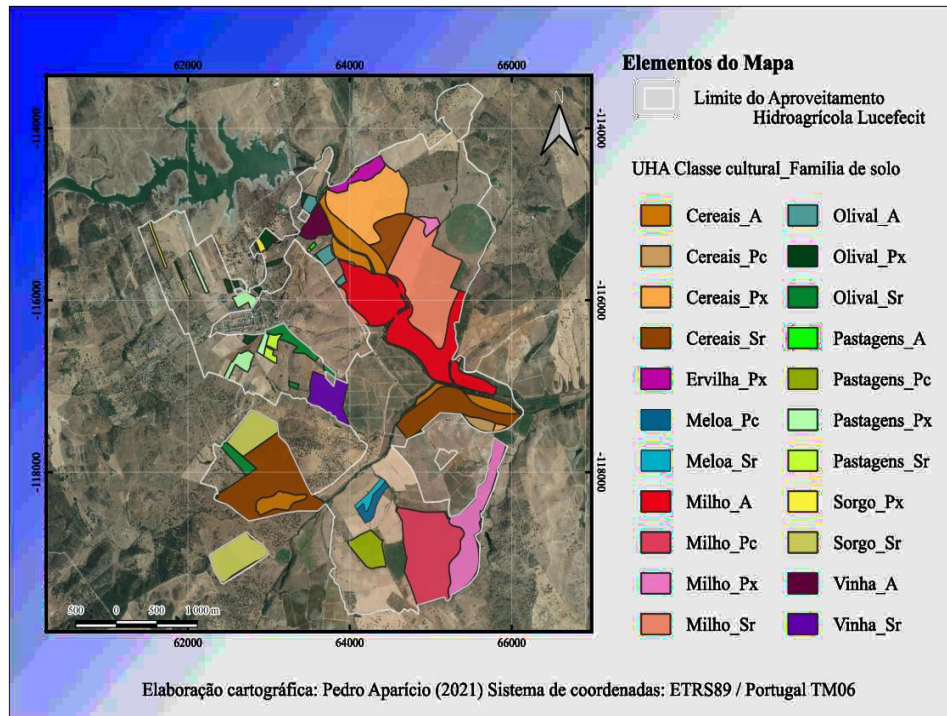 Elementos do Mapa
Limite do Aproveitamento
Hidroagrícola Lucefecit
UHA Classe cultural_Familia de solo
Cereais_A
Cereais_Pc
Cereais_Px
Cereais_Sr
Ervilha_Px
Meloa_Pc
Meloa_Sr
Milho_A
Milho_Pc
Milho_Px
Milho_Sr
Olival_A
Olival_Px
Olival_Sr
Pastagens_A
Pastagens_Pc
Pastagens_Px
Pastagens_Sr
Sorgo_Px
Sorgo_Sr
Vinha_A
Vinha_Sr
62000 64000 66000
-114000 -114000
N
-116000 -116000
-118000 -118000
500 0 500 1 000 m
62000 64000 66000
Elaboração cartográfica: Pedro Aparício (2021) Sistema de coordenadas: ETRS89 / Portugal TM06